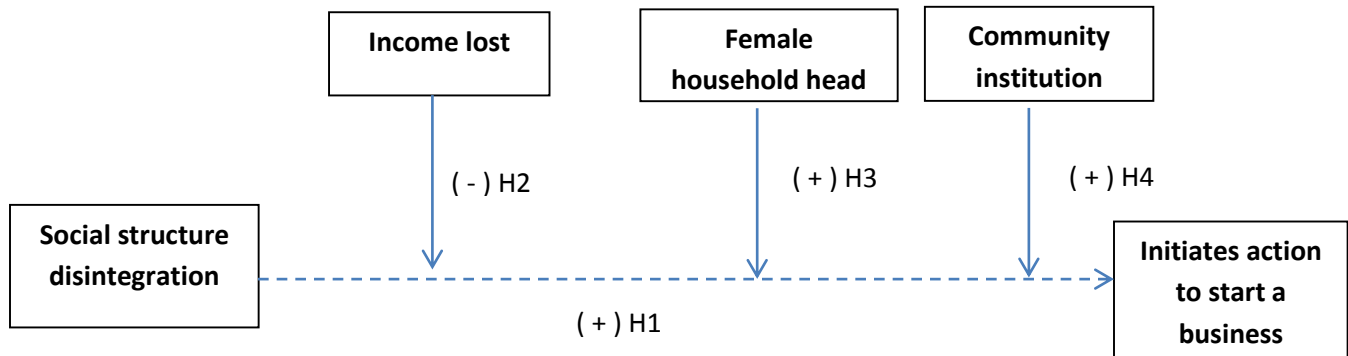 Income lost
Female
household head
Community
institution
( - ) H2
( + ) H3
( + ) H4
Social structure
disintegration
Initiates action
to start a
business
( + ) H1